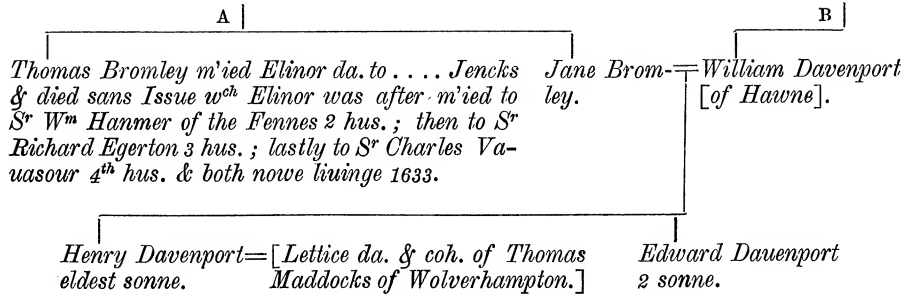 A B
Thomas Bromley m'ied Elinor da. to .... Jencks
& died sans Issue wch Elinor was after m'ied to
Sr Wm Hanmer of the Fennes 2 hus.; then to Sr
Richard Egerton 3 hus.; lastly to Sr Charles Va-
uasour 4th hus. & both nowe liuinge 1633.
Jane Brom-=William Davenport
ley. [of Hawne].
Henry Davenport=[Lettice da. & coh. of Thomas
eldest sonne. Maddocks of Wolverhampton.]
Edward Dauenport
2 sonne.